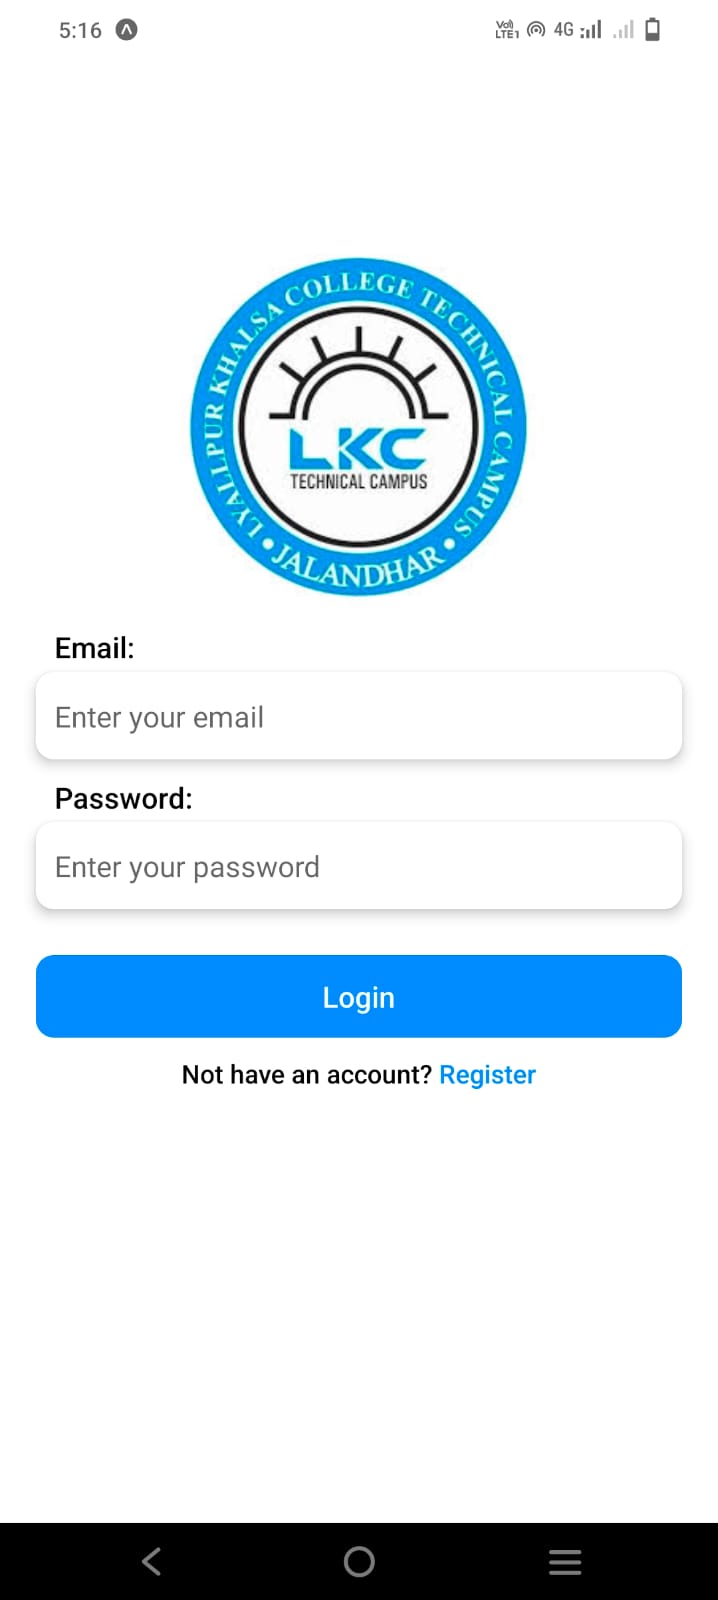 5:16
Vo) LTE1 4G
LYALLPUR KHALSA COLLEGE TECHNICAL CAMPUS
LKC
TECHNICAL CAMPUS
• JALANDHAR •
Email:
Enter your email
Password:
Enter your password
Login
Not have an account? Register